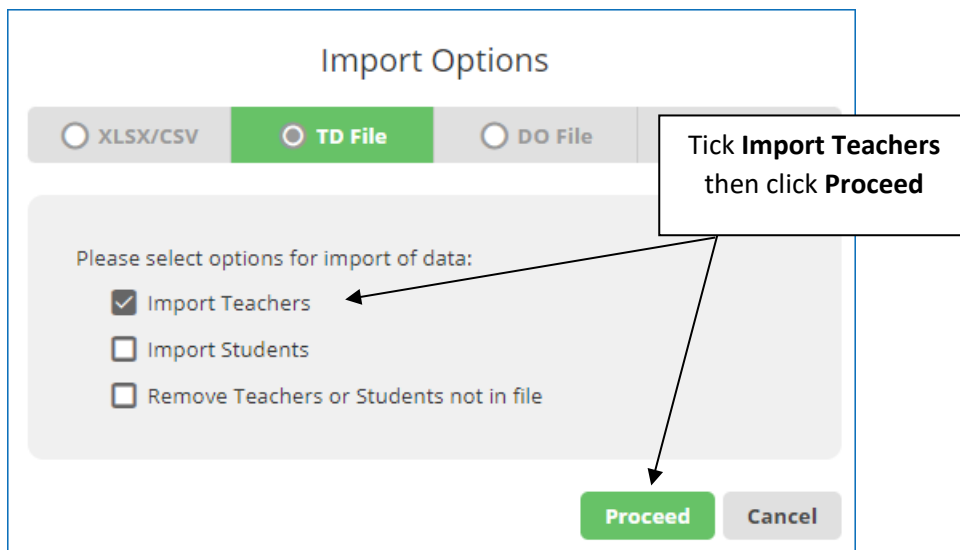 Import Options
XLSX/CSV TD File DO File
Tick Import Teachers
then click Proceed
Please select options for import of data:
Import Teachers
Import Students
Remove Teachers or Students not in file
Proceed Cancel